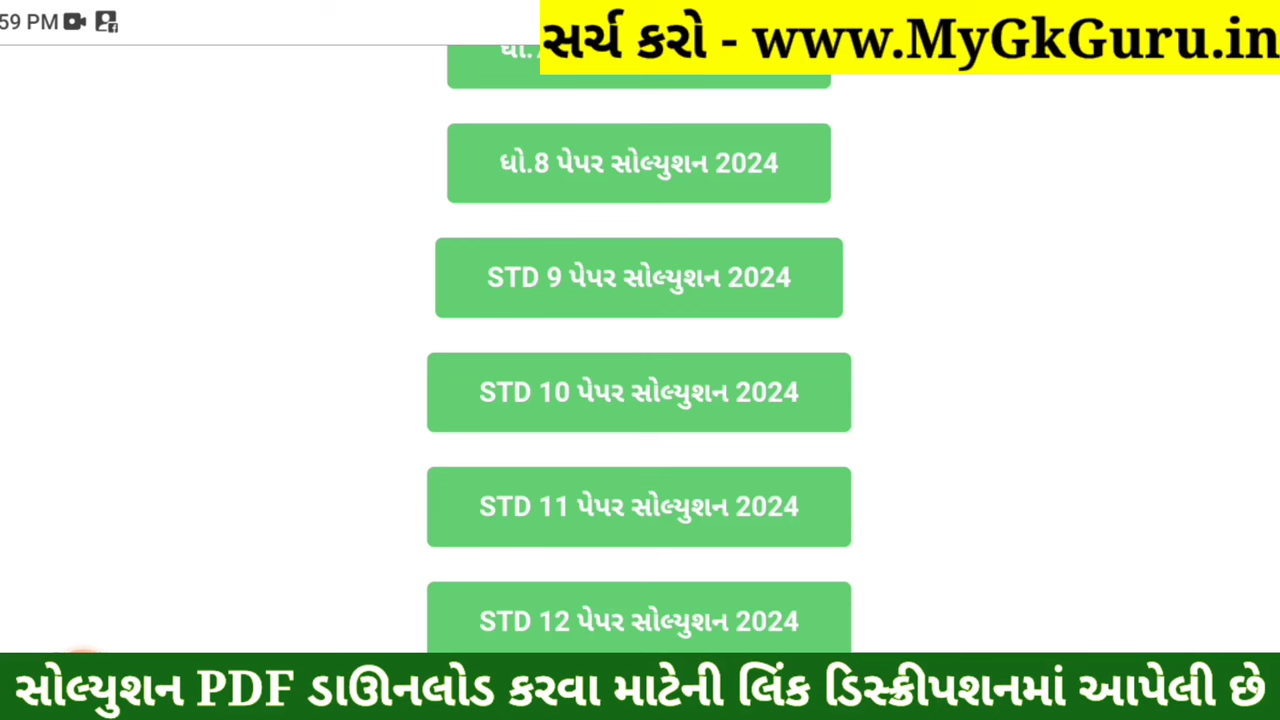 59 PM
સર્ચ કરો - www.MyGkGuru.in
ધો.8 પેપર સોલ્યુશન 2024
STD 9 પેપર સોલ્યુશન 2024
STD 10 પેપર સોલ્યુશન 2024
STD 11 પેપર સોલ્યુશન 2024
STD 12 પેપર સોલ્યુશન 2024
સોલ્યુશન PDF ડાઊનલોડ કરવા માટેની લિંક ડિસ્ક્રીપશનમાં આપેલી છે